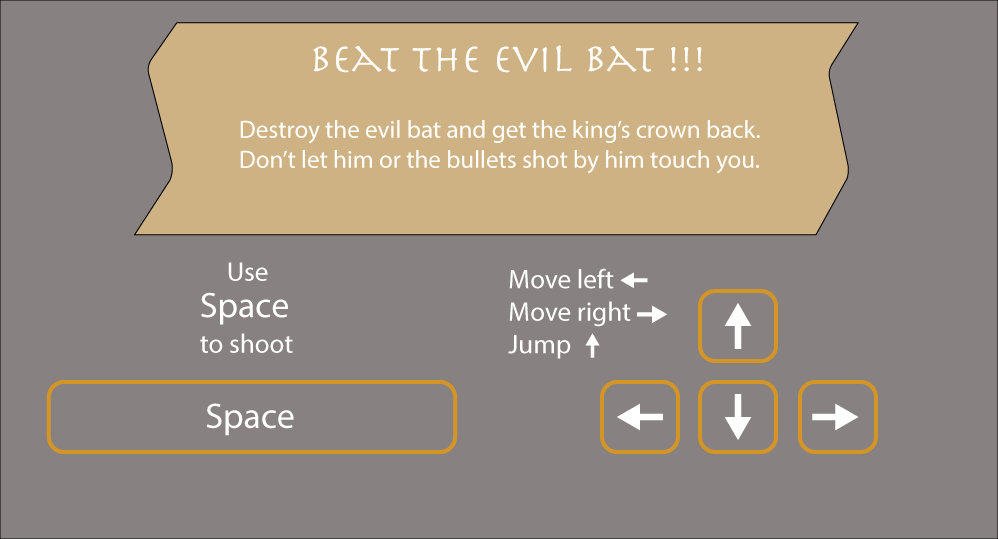 BEAT THE EVIL BAT !!!
Destroy the evil bat and get the king’s crown back.
Don’t let him or the bullets shot by him touch you.
Use
Space
to shoot
Space
Move left ←
Move right →
Jump ↑